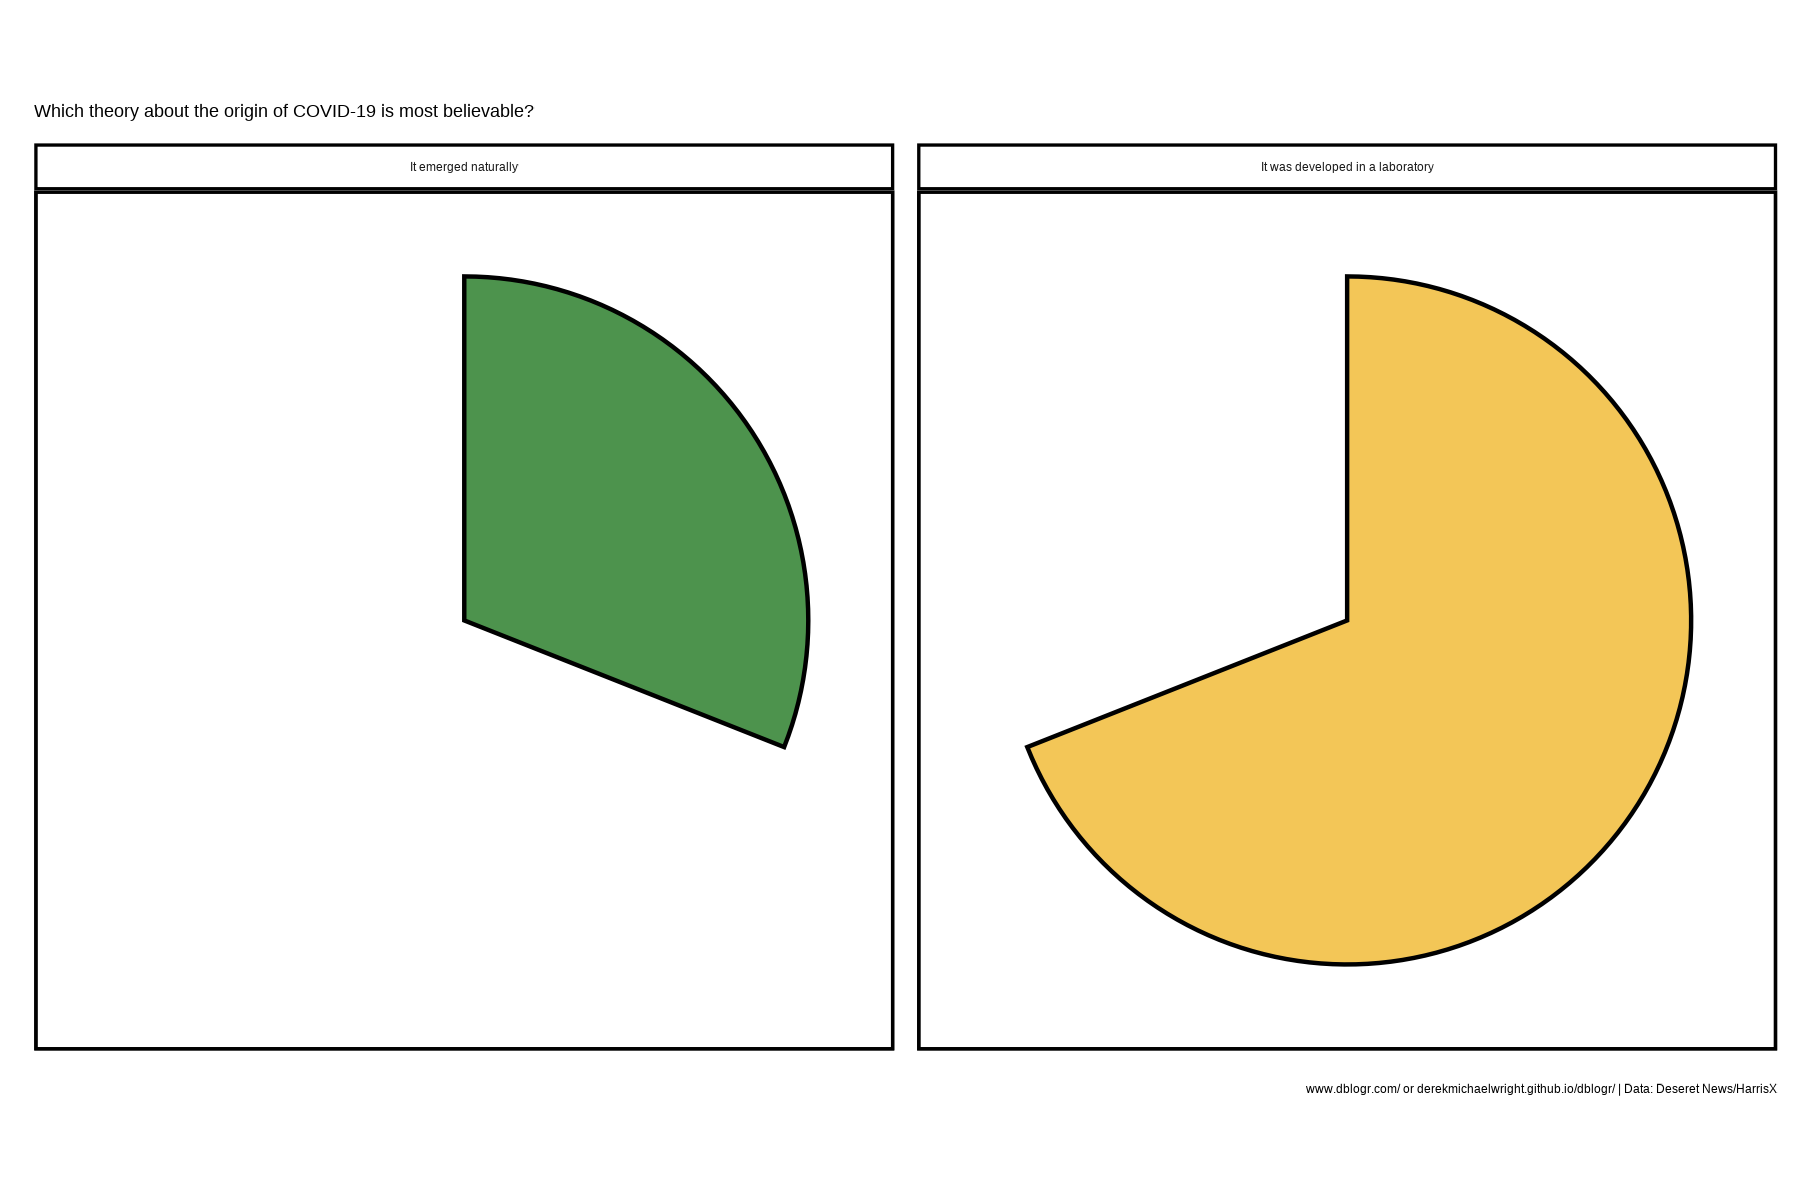 Which theory about the origin of COVID-19 is most believable?
It emerged naturally
It was developed in a laboratory
www.dblogr.com/ or derekmichaelwright.github.io/dblogr/ | Data: Deseret News/HarrisX